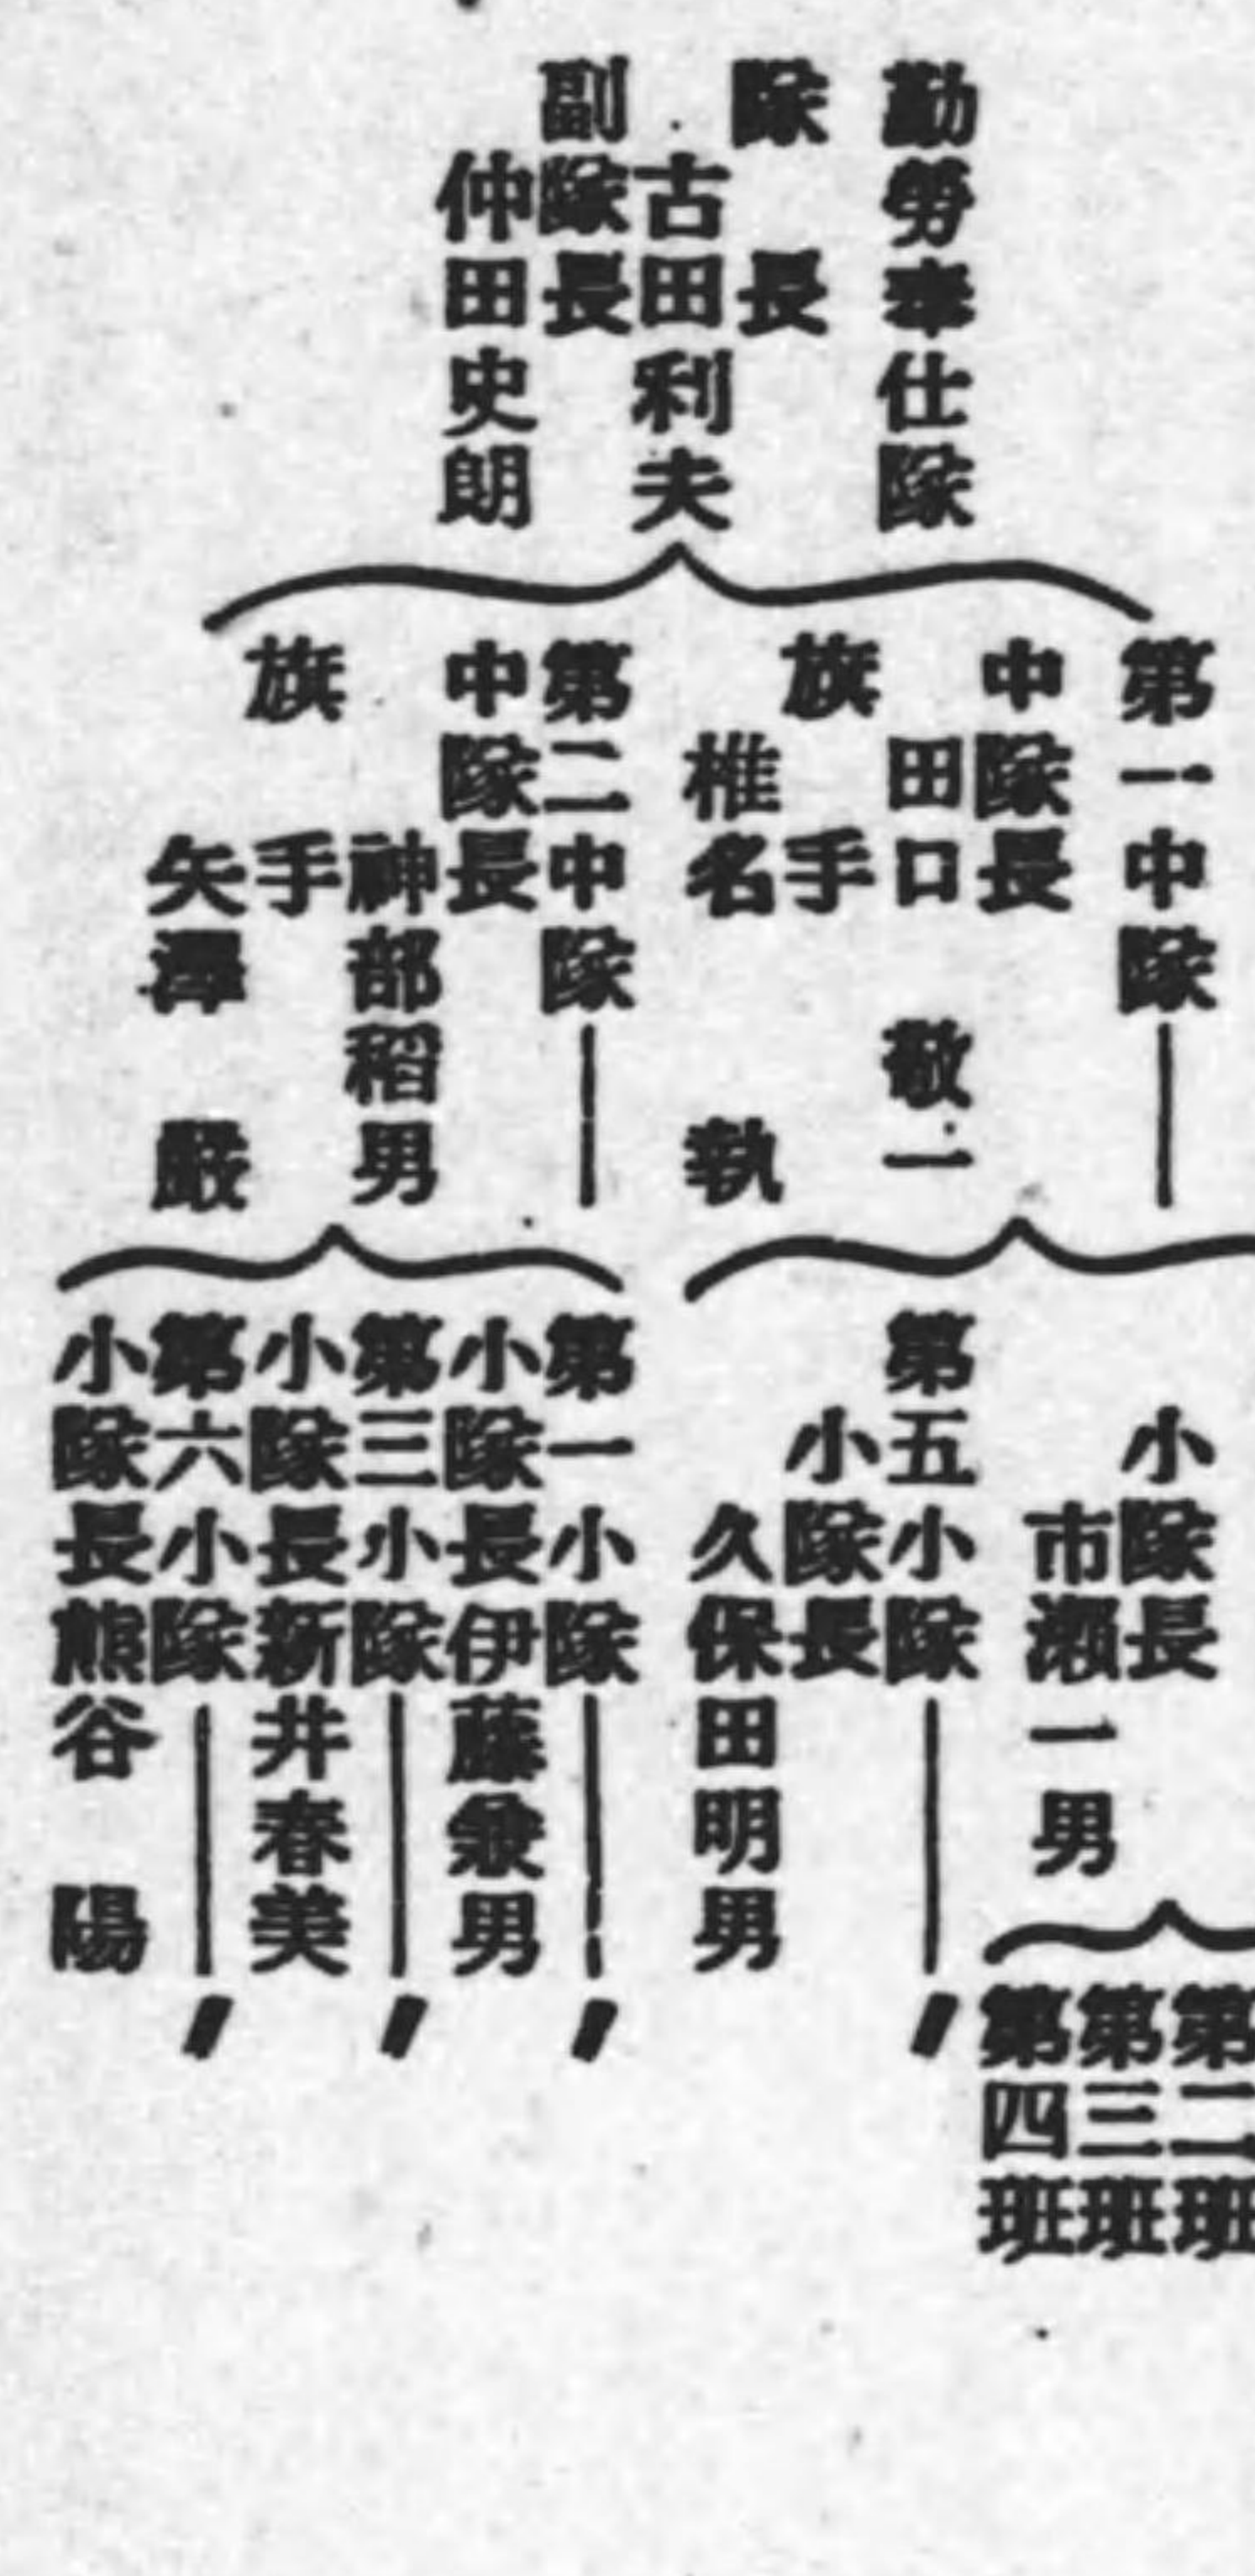 勤勞奉仕隊
隊長
古田利夫
副隊長
仲田史朗
第一中隊
中隊長
田口敬一
旗手
椎名執
第二中隊
中隊長
神部稻男
旗手
矢澤嚴
小隊長
市瀬一男
第二班
第三班
第四班
第五小隊
小隊長
久保田明男
〃
第一小隊
小隊長伊藤兼男
〃
第三小隊
小隊長新井春美
〃
第六小隊
小隊長熊谷陽
〃